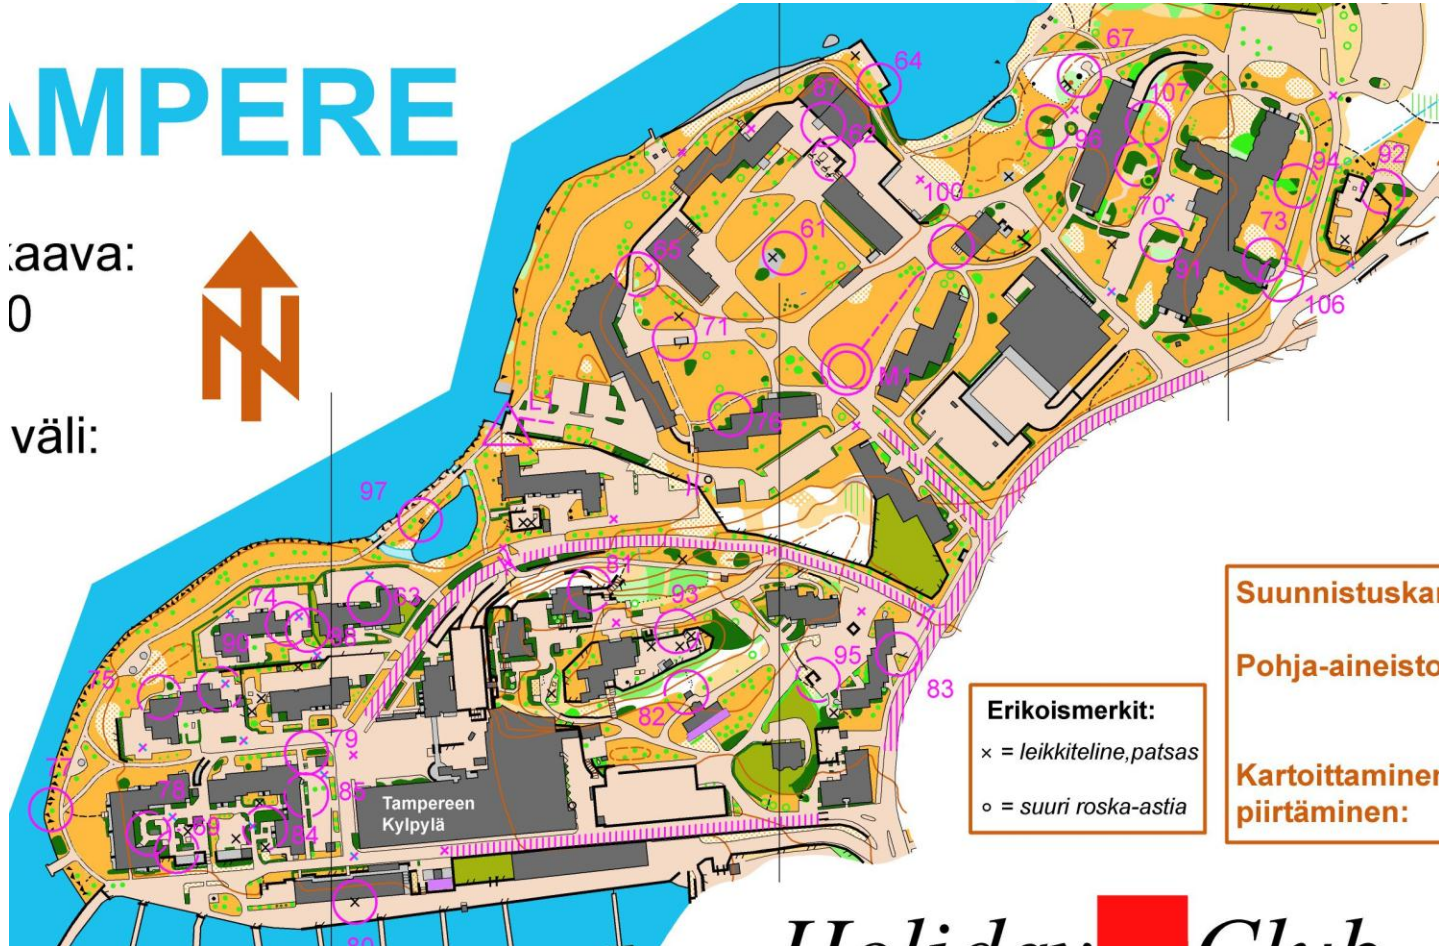 AMPERE
kaava:
0
väli:
64
67
87
107
62
96
94
92
100
70
73
61
65
91
106
71
M1
L1
76
97
81
74
63
93
90
88
95
75
82
83
79
77
78
85
89
84
80
Tampereen
Kylpylä
Erikoismerkit:
× = leikkiteline,patsas
o = suuri roska-astia
Suunnistuskar
Pohja-aineisto
Kartoittaminen
piirtäminen:
Holiday Club